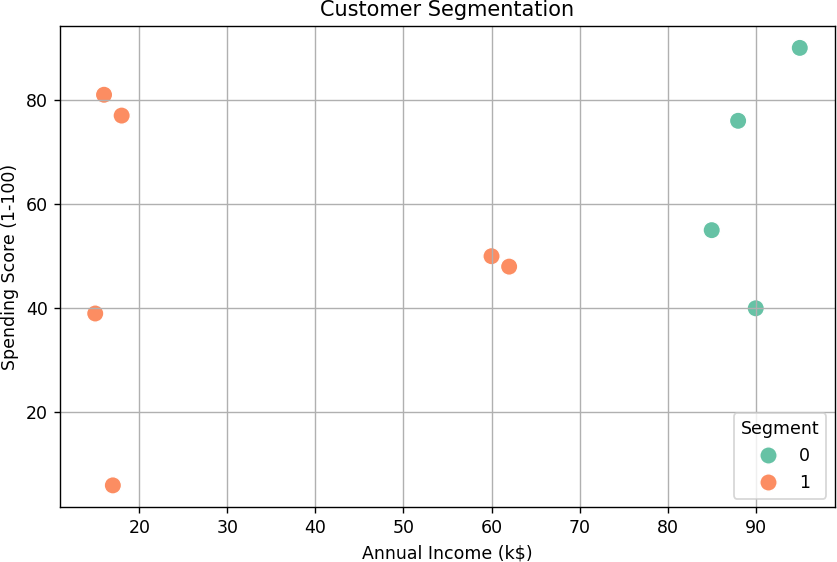 Customer Segmentation
Spending Score (1-100)
80
60
40
20
20 30 40 50 60 70 80 90
Annual Income (k$)
Segment
0
1